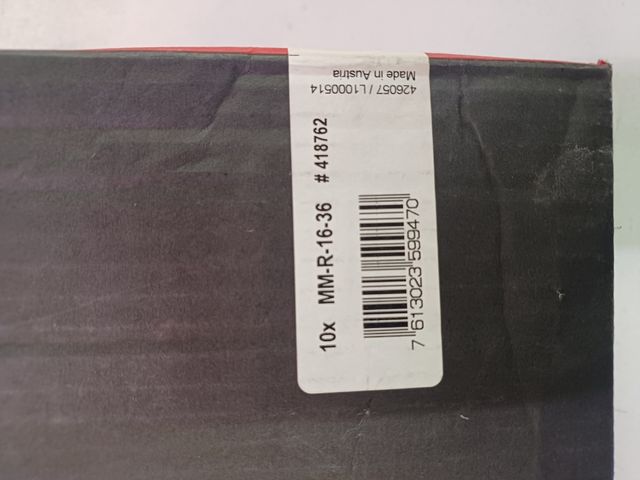 10x MM-R-16-36 # 418762
7 613023 599470
426057 / L1000514
Made in Austria